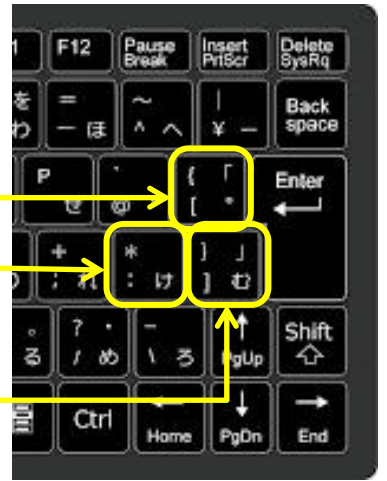 F12 Pause Insert Delete
Break PrtScr SysRq
を = ~ | Back
わ - ほ ^ へ ¥ ー space
P ` { 「 Enter
せ @ [ ゜
+ * } 」
; れ : け ] む
。 ? ・ _ Shift
る / め \ ろ PgUp
Ctrl Home PgDn End